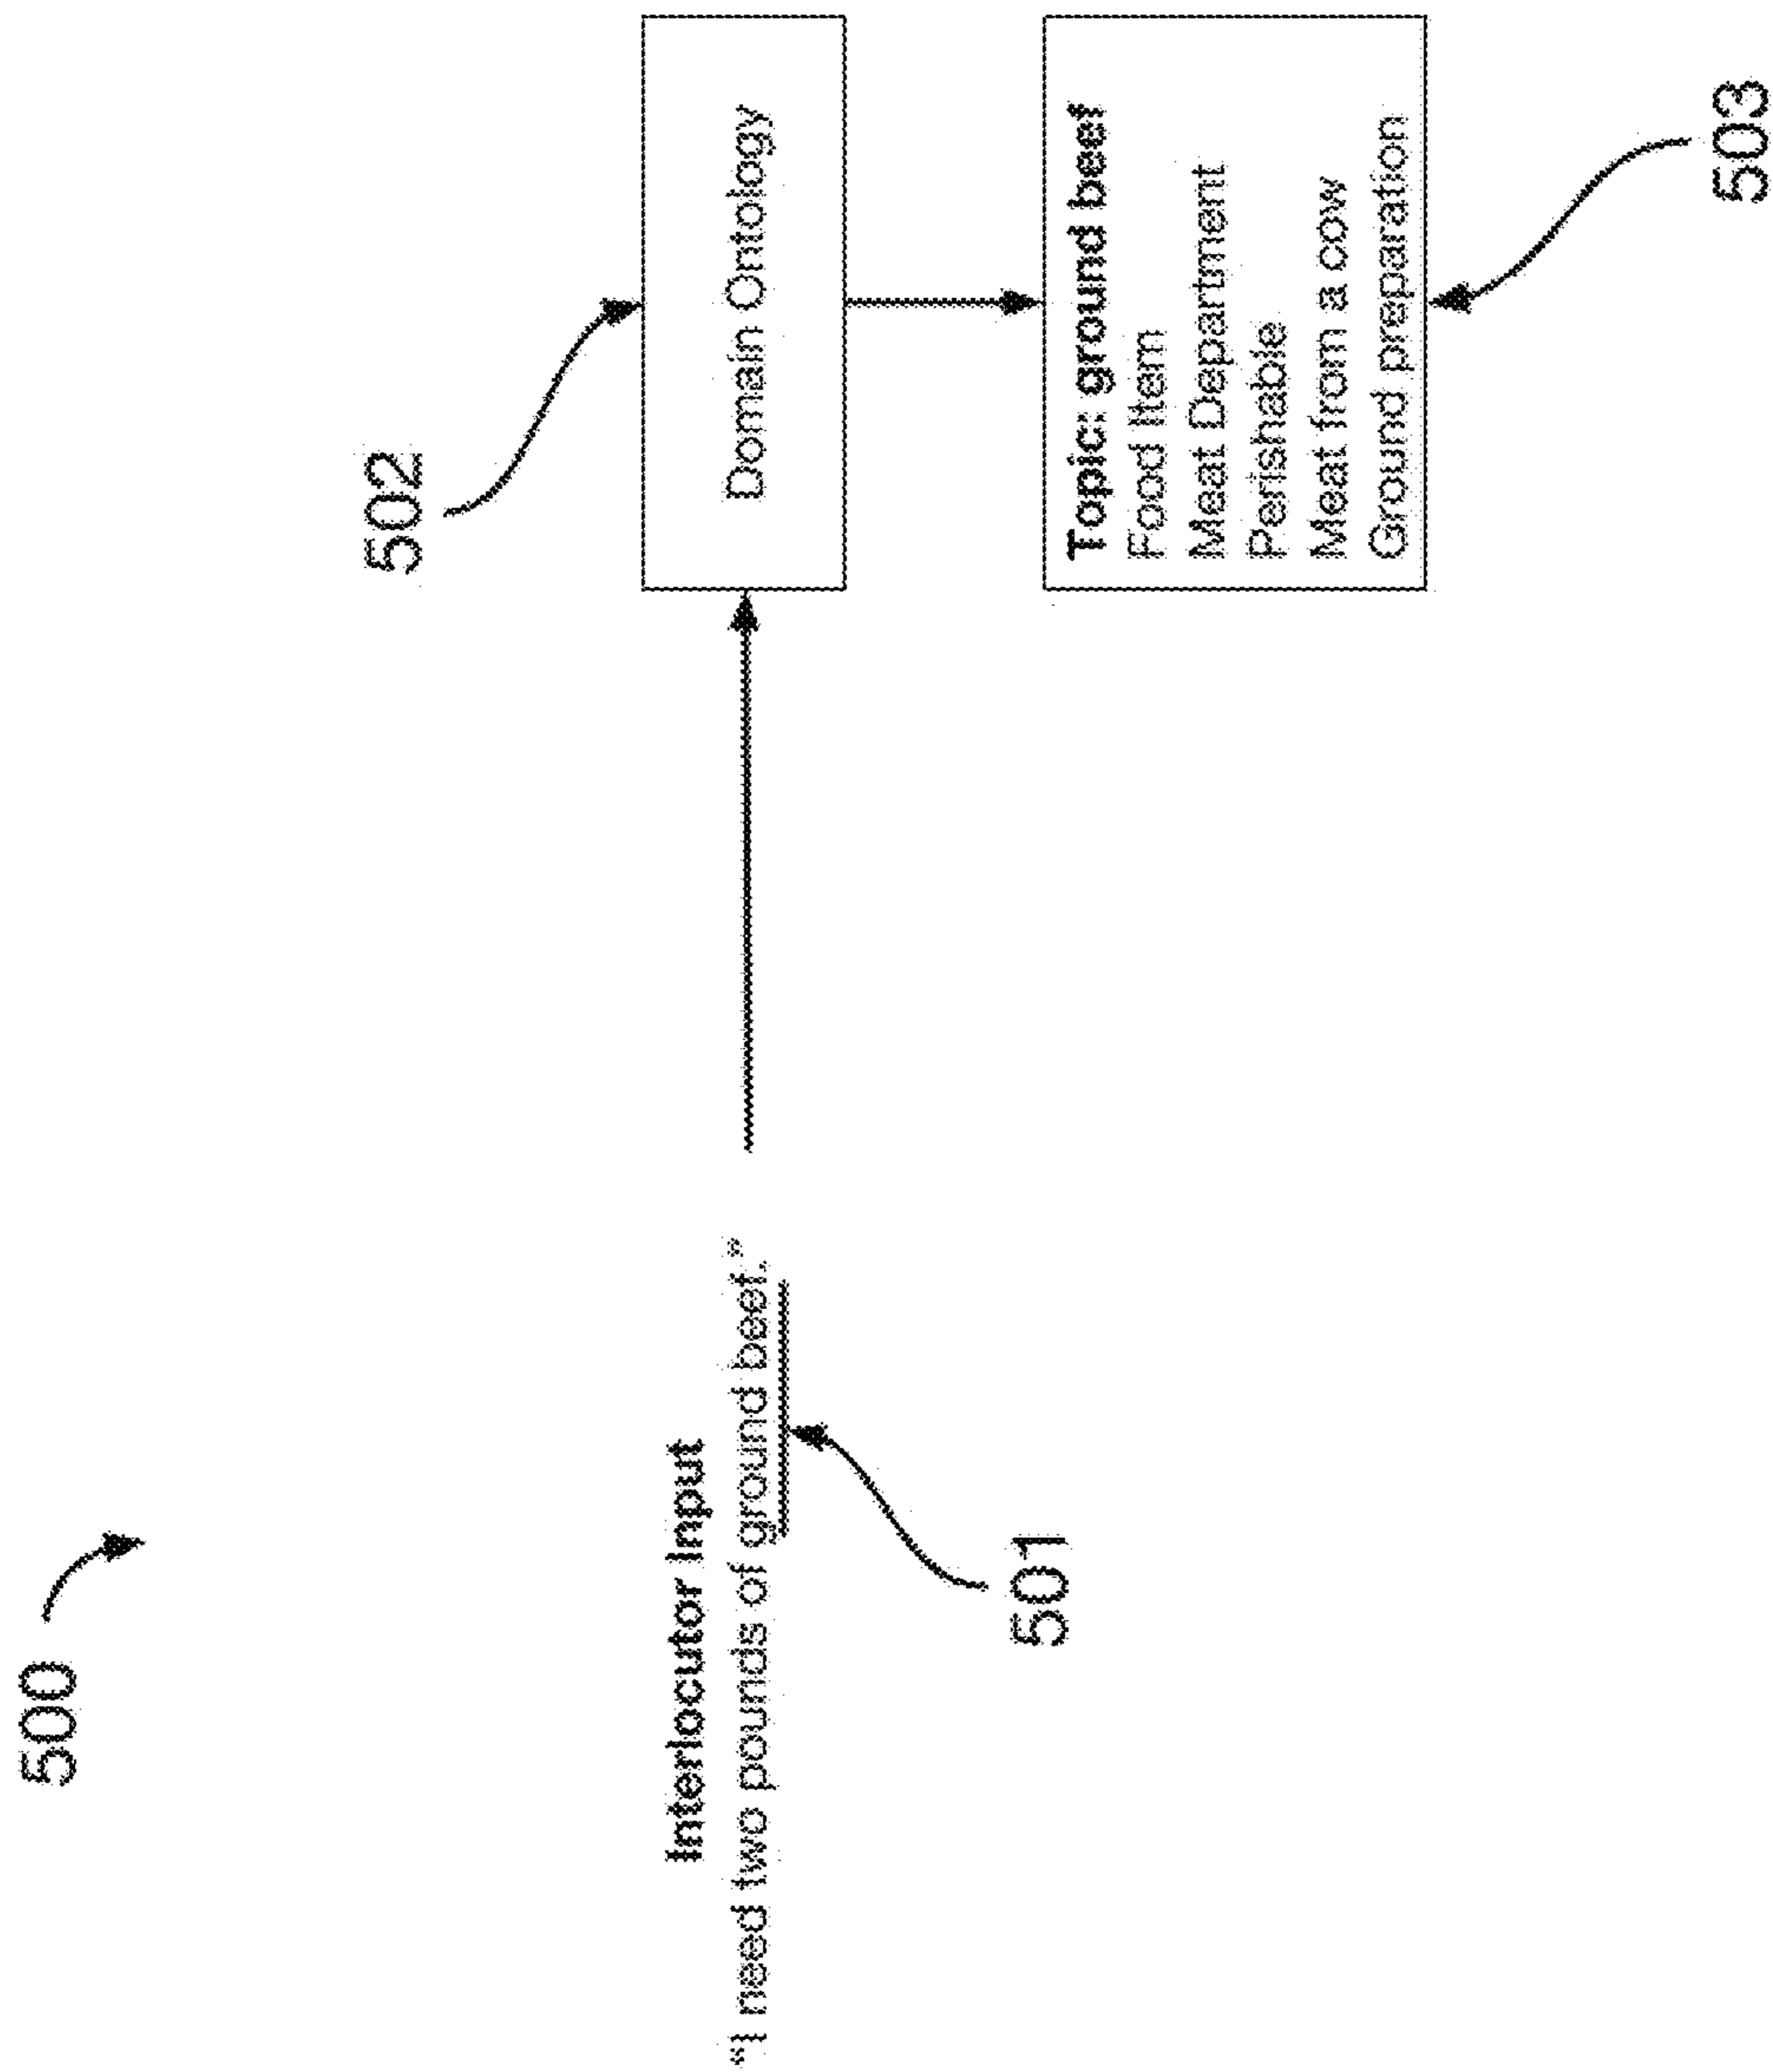 500
Interlocutor Input
“I need two pounds of ground beef.”
501
502
Domain Ontology
Topic: ground beef
Food Item
Meat Department
Perishable
Meat from a cow
Ground preparation
503